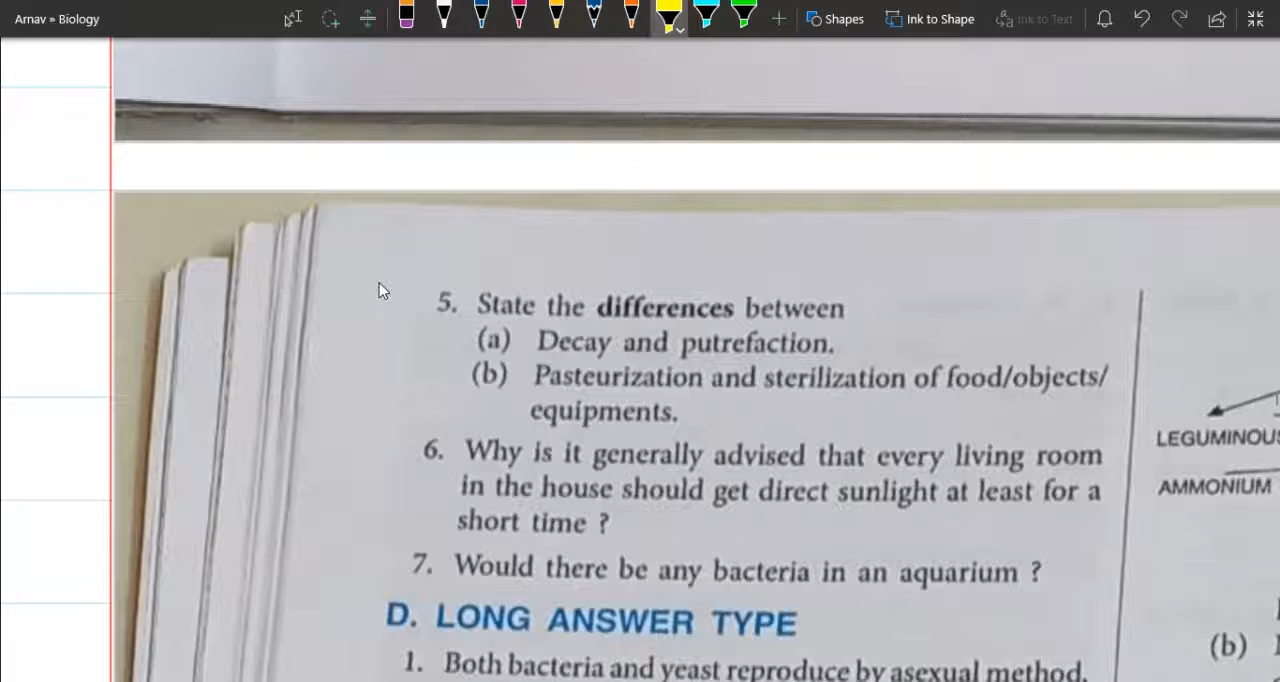 Arnav » Biology
Shapes
Ink to Shape
Ink to Text
5. State the differences between
(a) Decay and putrefaction.
(b) Pasteurization and sterilization of food/objects/
equipments.
6. Why is it generally advised that every living room
in the house should get direct sunlight at least for a
short time ?
7. Would there be any bacteria in an aquarium ?
D. LONG ANSWER TYPE
1. Both bacteria and yeast reproduce by asexual method.
LEGUMINOUS
AMMONIUM
(b)